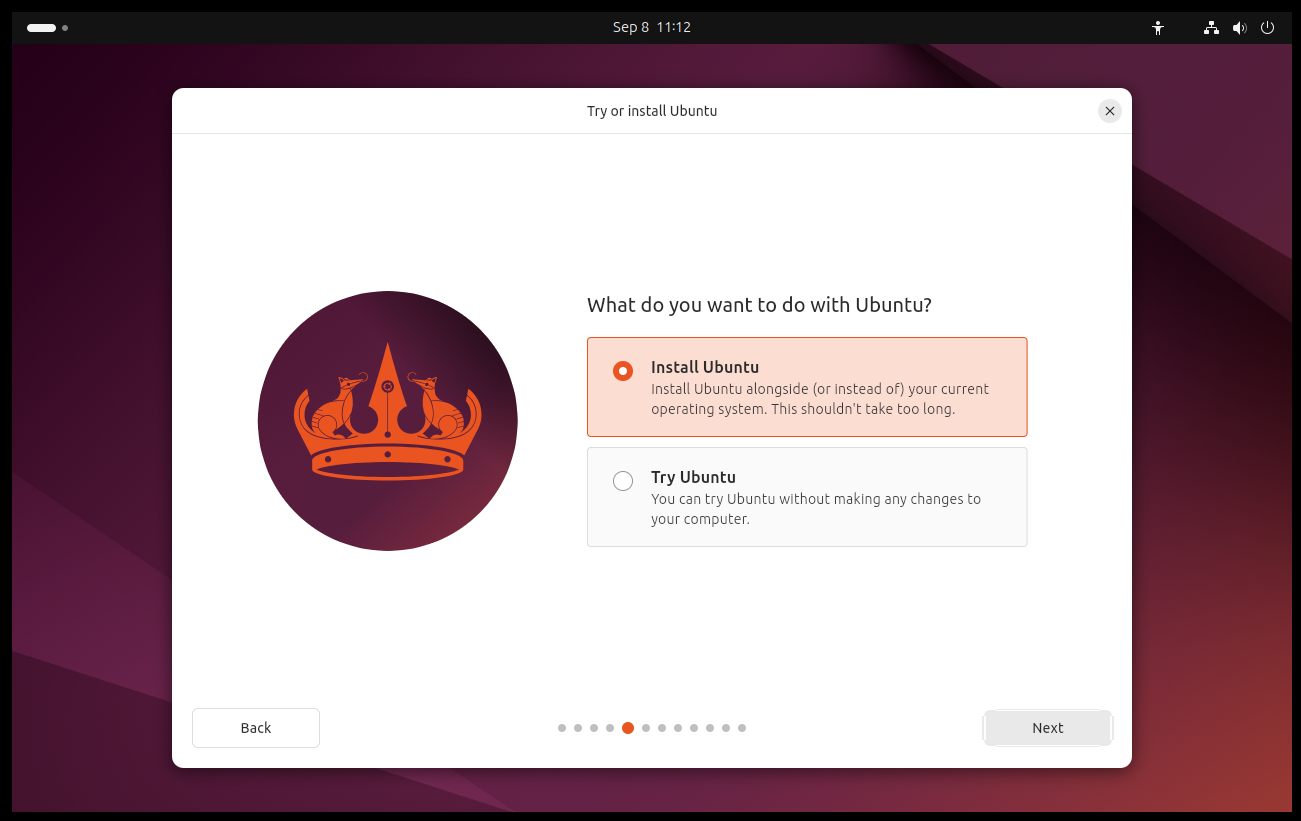 Sep 8 11:12
Try or install Ubuntu
What do you want to do with Ubuntu?
Install Ubuntu
Install Ubuntu alongside (or instead of) your current
operating system. This shouldn't take too long.
Try Ubuntu
You can try Ubuntu without making any changes to
your computer.
Back
Next